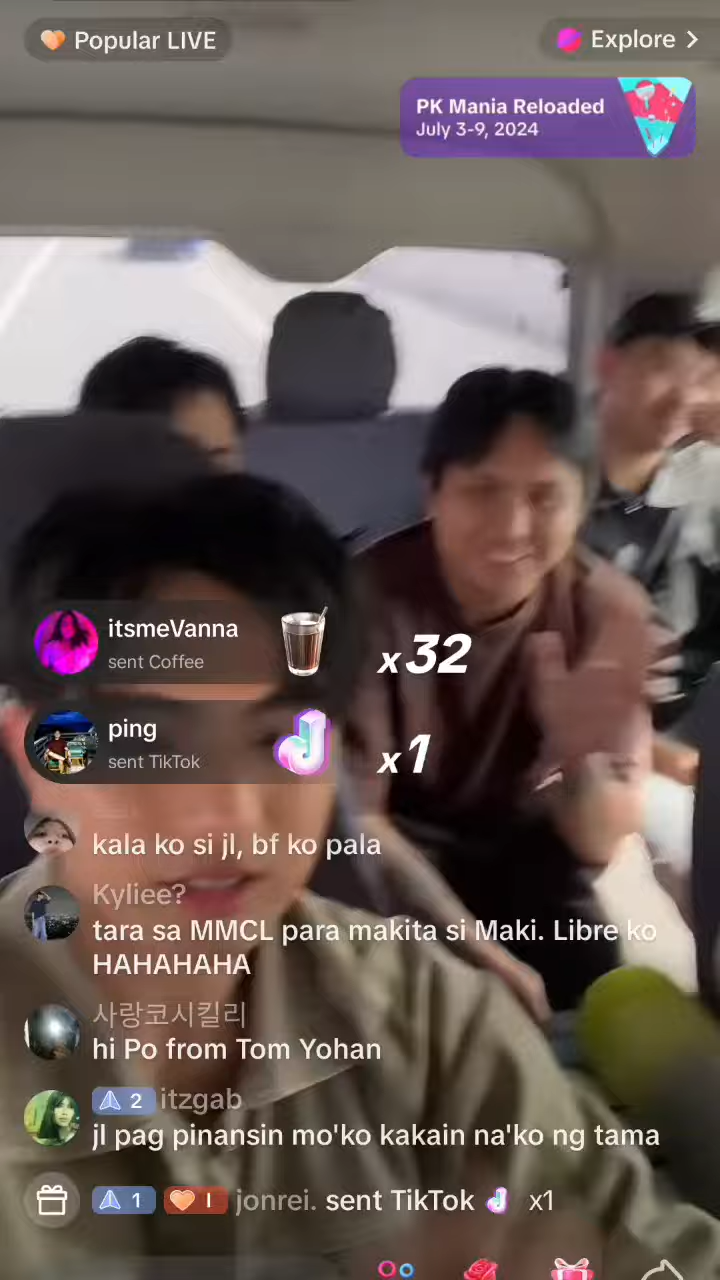 Popular LIVE
Explore >
PK Mania Reloaded
July 3-9, 2024
itsmeVanna
sent Coffee
x32
ping
sent TikTok
x1
kala ko si jl, bf ko pala
Kyliee?
tara sa MMCL para makita si Maki. Libre ko
HAHAHAHA
사랑코시킬리
hi Po from Tom Yohan
2 itzgab
jl pag pinansin mo'ko kakain na'ko ng tama
1 I jonrei. sent TikTok x1